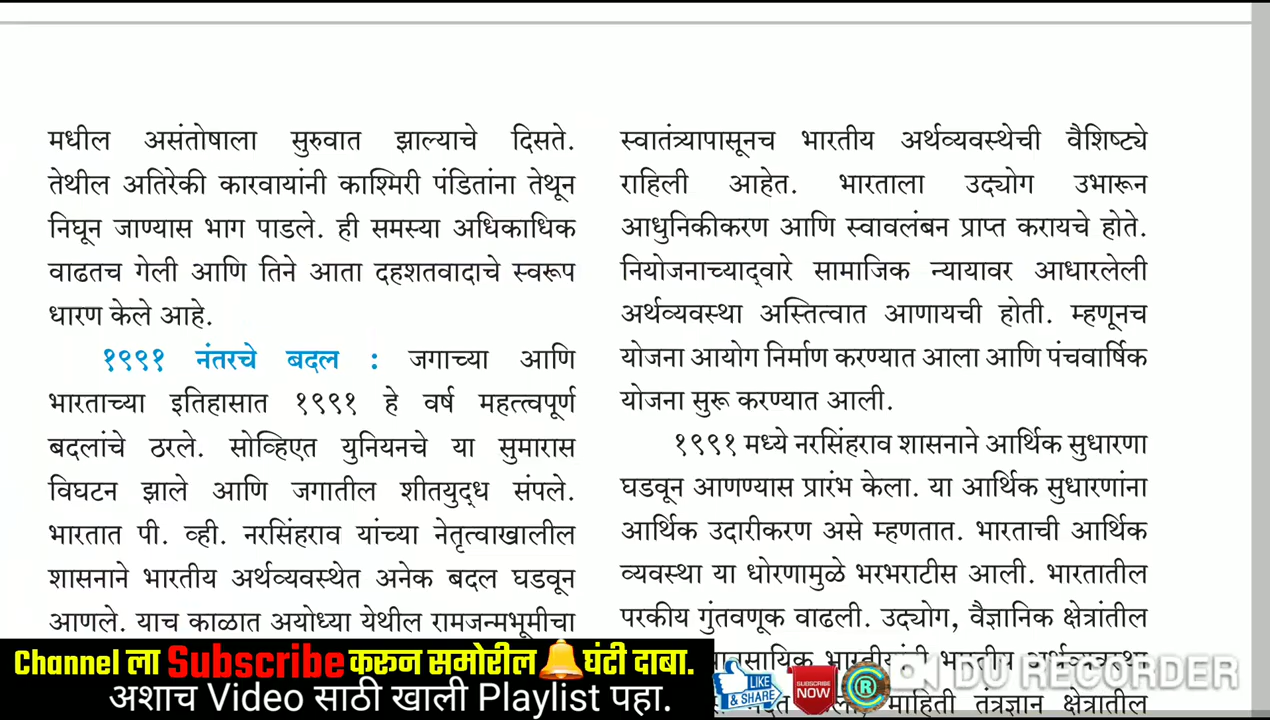 मधील असंतोषाला सुरुवात झाल्याचे दिसते.
तेथील अतिरेकी कारवायांनी काश्मिरी पंडितांना तेथून
निघून जाण्यास भाग पाडले. ही समस्या अधिकाधिक
वाढतच गेली आणि तिने आता दहशतवादाचे स्वरूप
धारण केले आहे.
१९९१ नंतरचे बदल : जगाच्या आणि
भारताच्या इतिहासात १९९१ हे वर्ष महत्त्वपूर्ण
बदलांचे ठरले. सोव्हिएत युनियनचे या सुमारास
विघटन झाले आणि जगातील शीतयुद्ध संपले.
भारतात पी. व्ही. नरसिंहराव यांच्या नेतृत्वाखालील
शासनाने भारतीय अर्थव्यवस्थेत अनेक बदल घडवून
आणले. याच काळात अयोध्या येथील रामजन्मभूमीचा
स्वातंत्र्यापासूनच भारतीय अर्थव्यवस्थेची वैशिष्ट्ये
राहिली आहेत. भारताला उद्योग उभारून
आधुनिकीकरण आणि स्वावलंबन प्राप्त करायचे होते.
नियोजनाच्याद्वारे सामाजिक न्यायावर आधारलेली
अर्थव्यवस्था अस्तित्वात आणायची होती. म्हणूनच
योजना आयोग निर्माण करण्यात आला आणि पंचवार्षिक
योजना सुरू करण्यात आली.
१९९१ मध्ये नरसिंहराव शासनाने आर्थिक सुधारणा
घडवून आणण्यास प्रारंभ केला. या आर्थिक सुधारणांना
आर्थिक उदारीकरण असे म्हणतात. भारताची आर्थिक
व्यवस्था या धोरणामुळे भरभराटीस आली. भारतातील
परकीय गुंतवणूक वाढली. उद्योग, वैज्ञानिक क्षेत्रांतील
भारतीय अर्थव्यवस्था
माहिती तंत्रज्ञान क्षेत्रातील
Channel ला Subscribe करून समोरील घंटी दाबा.
अशाच Video साठी खाली Playlist पहा.
LIKE
& SHARE
SUBSCRIBE
NOW
R
DU RECORDER